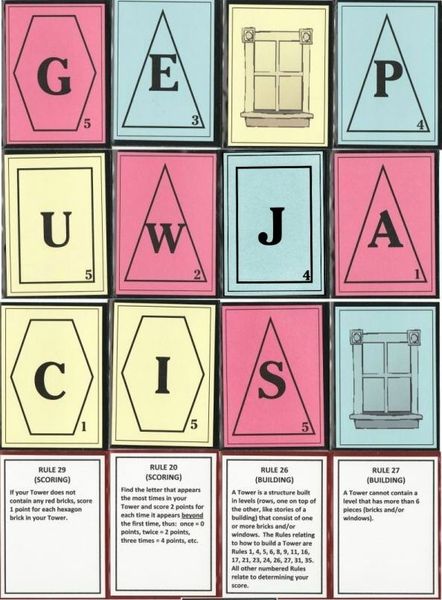 G
5
E
3
P
4
U
5
W
2
J
4
A
1
C
1
I
5
S
5
RULE 29
(SCORING)
If your Tower does not
contain any red bricks, score
1 point for each hexagon
brick in your Tower.
RULE 20
(SCORING)
Find the letter that appears
the most times in your
Tower and score 2 points for
each time it appears beyond
the first time, thus: once = 0
points, twice = 2 points,
three times = 4 points, etc.
RULE 26
(BUILDING)
A Tower is a structure built
in levels (rows, one on top of
the other, like stories of a
building) that consist of one
or more bricks and/or
windows. The Rules relating
to how to build a Tower are
Rules 1, 4, 5, 6, 8, 9, 11, 16,
17, 21, 23, 24, 26, 27, 31, 35.
All other numbered Rules
relate to determining your
score.
RULE 27
(BUILDING)
A Tower cannot contain a
level that has more than 6
pieces (bricks and/or
windows).